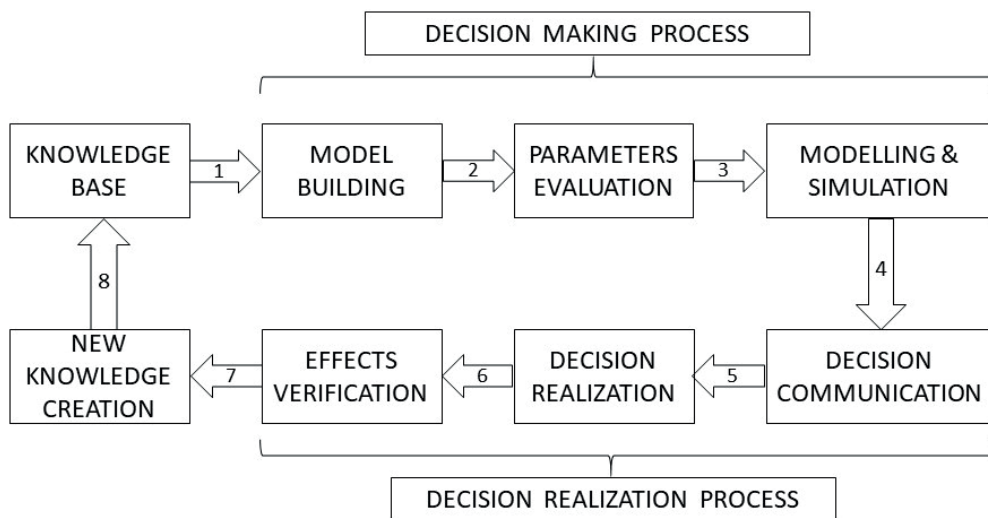 DECISION MAKING PROCESS
KNOWLEDGE
BASE
1
MODEL
BUILDING
2
PARAMETERS
EVALUATION
3
MODELLING &
SIMULATION
8
4
NEW
KNOWLEDGE
CREATION
7
EFFECTS
VERIFICATION
6
DECISION
REALIZATION
5
DECISION
COMMUNICATION
DECISION REALIZATION PROCESS